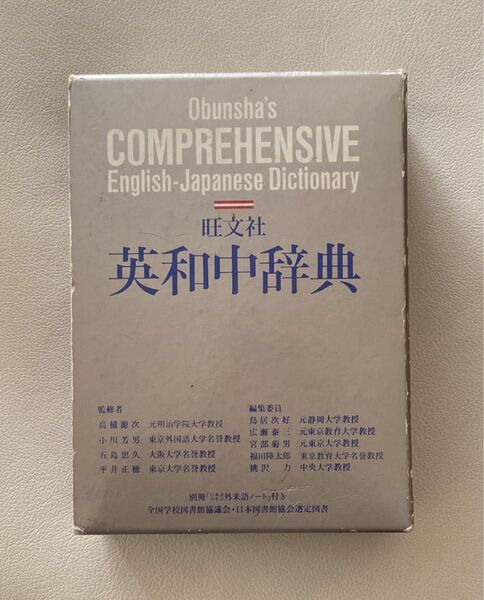 Obunsha's
COMPREHENSIVE
English-Japanese Dictionary
旺文社
英和中辞典
監修者
高橋源次 元明治学院大学教授
小川芳男 東京外国語大学名誉教授
五島忠久 大阪大学名誉教授
平井正穂 東京大学名誉教授
編集委員
鳥居次好 元静岡大学教授
広瀬泰三 元東京教育大学教授
宮部菊男 元東京大学教授
福田陸太郎 東京教育大学名誉教授
桃沢 力 中央大学教授
別冊「外来語ノート」付き
全国学校図書館協議会・日本図書館協会選定図書